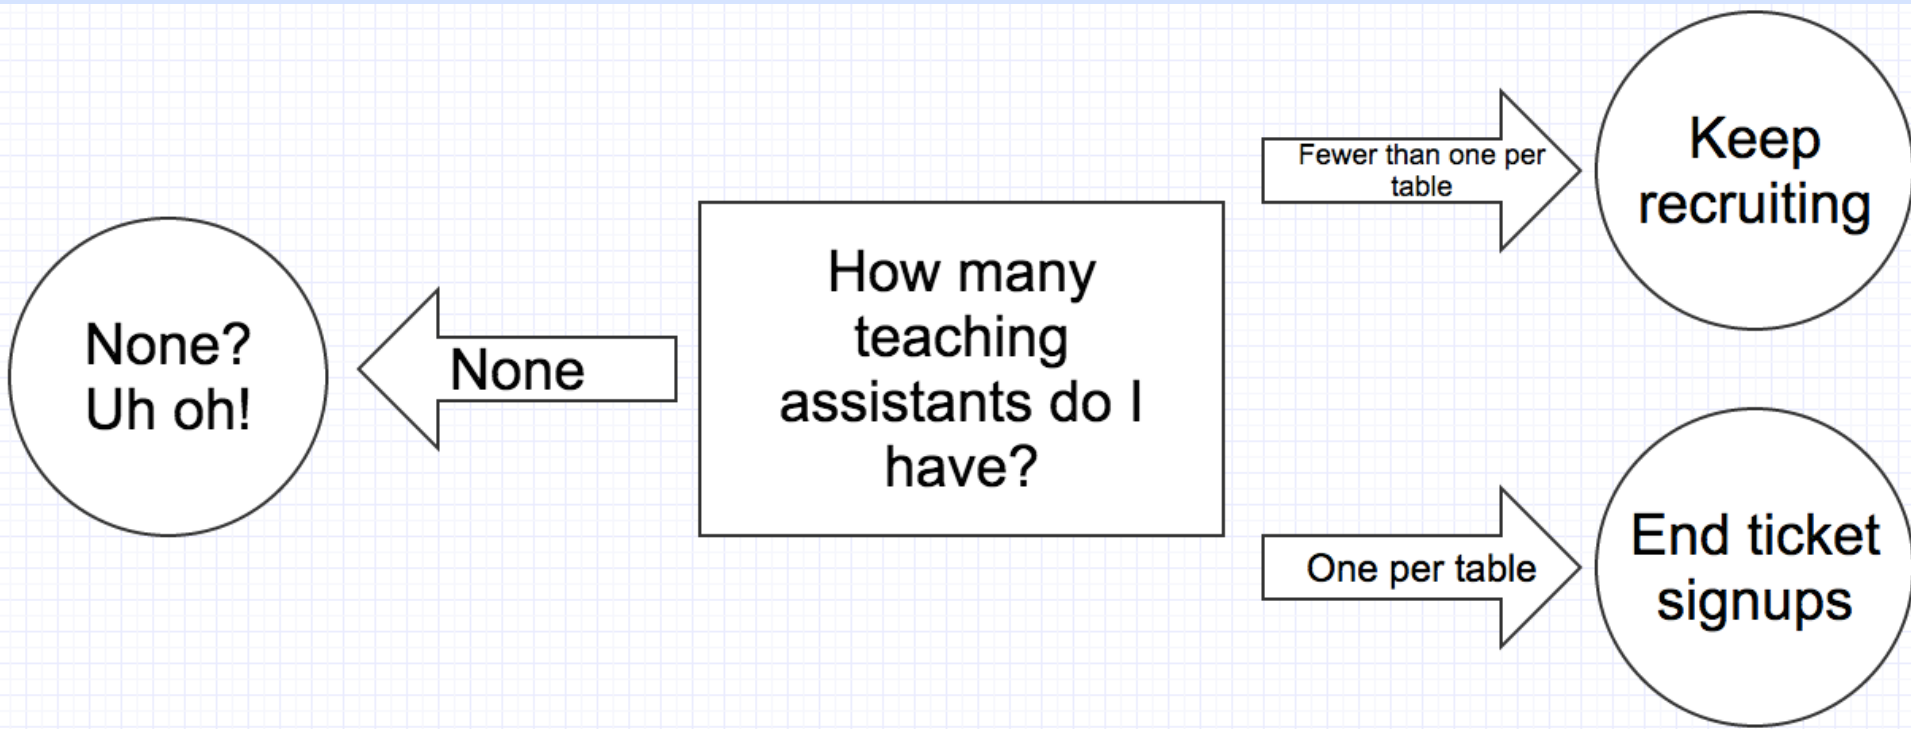 None?
Uh oh!
None
How many
teaching
assistants do I
have?
Fewer than one per
table
Keep
recruiting
One per table
End ticket
signups